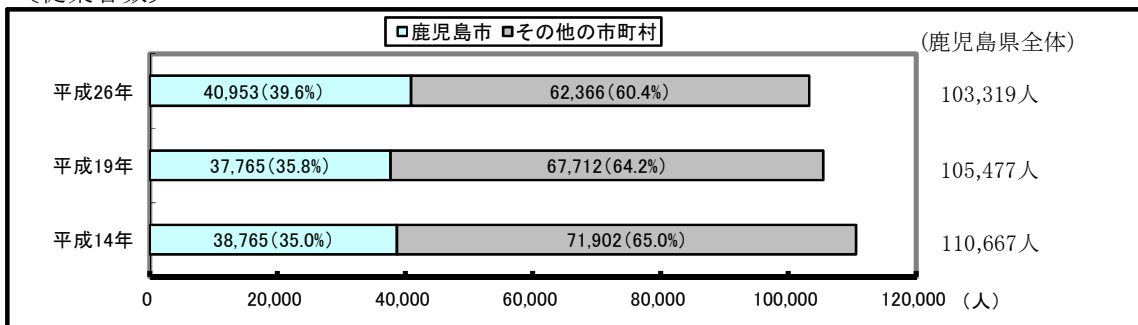 鹿児島市 その他の市町村
(鹿児島県全体)
平成26年 40,953(39.6%) 62,366(60.4%) 103,319人
平成19年 37,765(35.8%) 67,712(64.2%) 105,477人
平成14年 38,765(35.0%) 71,902(65.0%) 110,667人
0 20,000 40,000 60,000 80,000 100,000 120,000 (人)